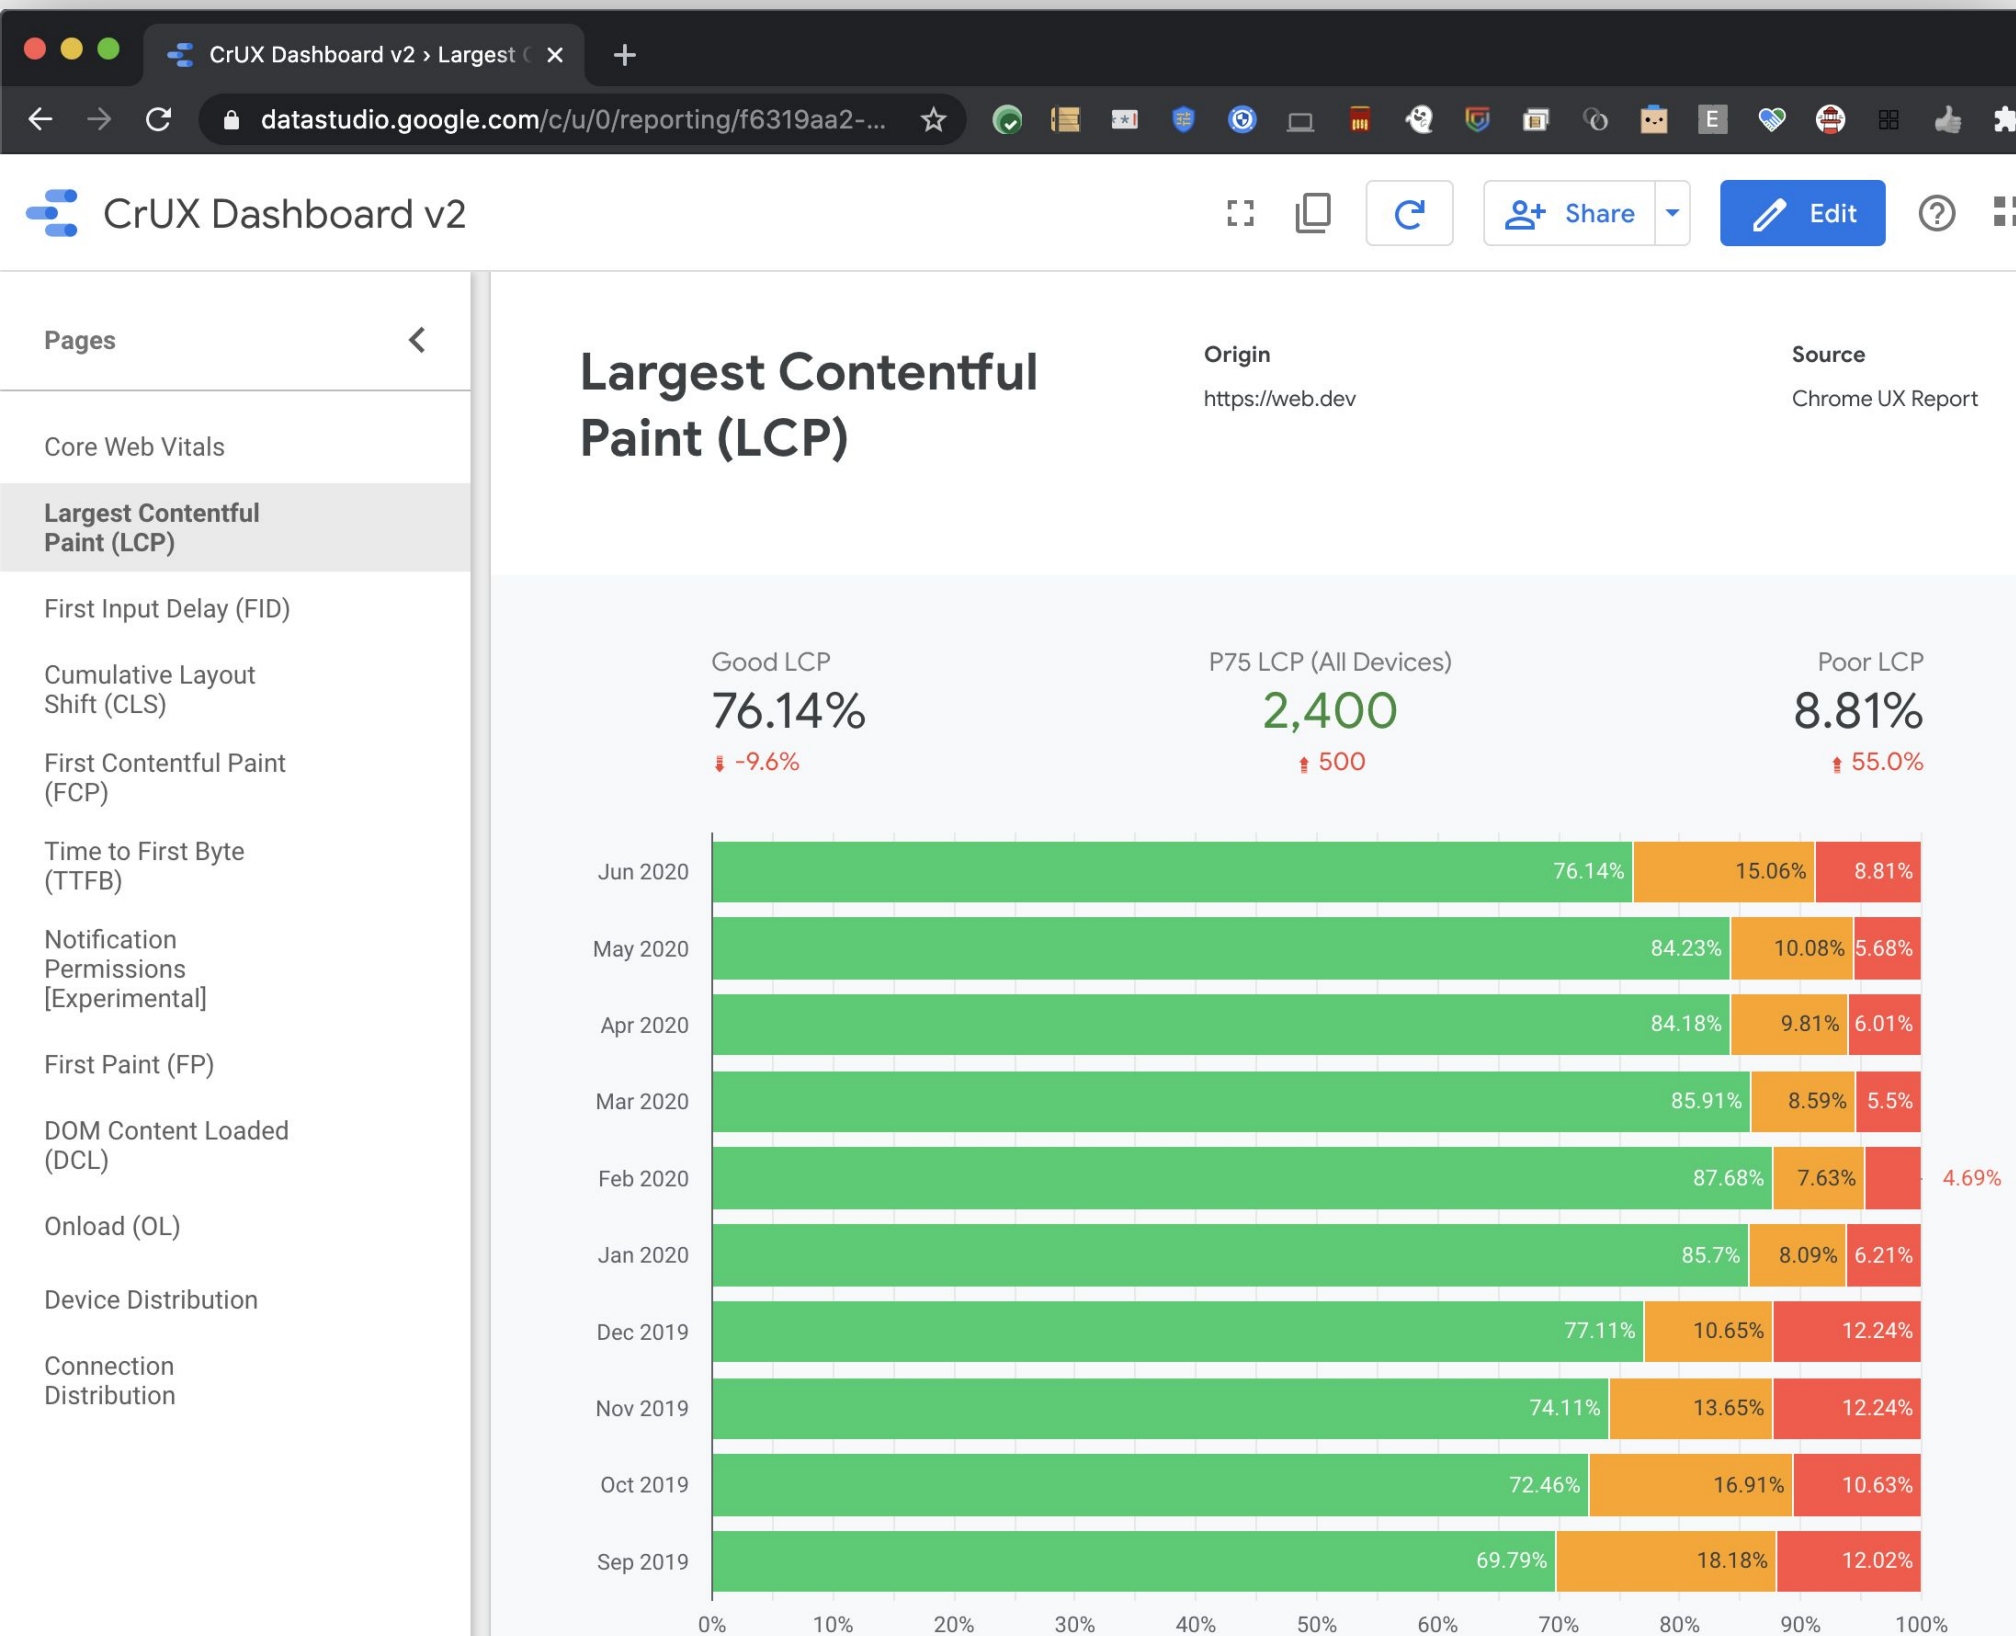 CrUX Dashboard v2 › Largest
datastudio.google.com/c/u/0/reporting/f6319aa2-...
E
CrUX Dashboard v2
Share
Edit
Pages
Core Web Vitals
Largest Contentful
Paint (LCP)
First Input Delay (FID)
Cumulative Layout
Shift (CLS)
First Contentful Paint
(FCP)
Time to First Byte
(TTFB)
Notification
Permissions
[Experimental]
First Paint (FP)
DOM Content Loaded
(DCL)
Onload (OL)
Device Distribution
Connection
Distribution
Largest Contentful
Paint (LCP)
Origin
https://web.dev
Source
Chrome UX Report
Good LCP
76.14%
-9.6%
P75 LCP (All Devices)
2,400
500
Poor LCP
8.81%
55.0%
Jun 2020 76.14% 15.06% 8.81%
May 2020 84.23% 10.08% 5.68%
Apr 2020 84.18% 9.81% 6.01%
Mar 2020 85.91% 8.59% 5.5%
Feb 2020 87.68% 7.63% 4.69%
Jan 2020 85.7% 8.09% 6.21%
Dec 2019 77.11% 10.65% 12.24%
Nov 2019 74.11% 13.65% 12.24%
Oct 2019 72.46% 16.91% 10.63%
Sep 2019 69.79% 18.18% 12.02%
0% 10% 20% 30% 40% 50% 60% 70% 80% 90% 100%